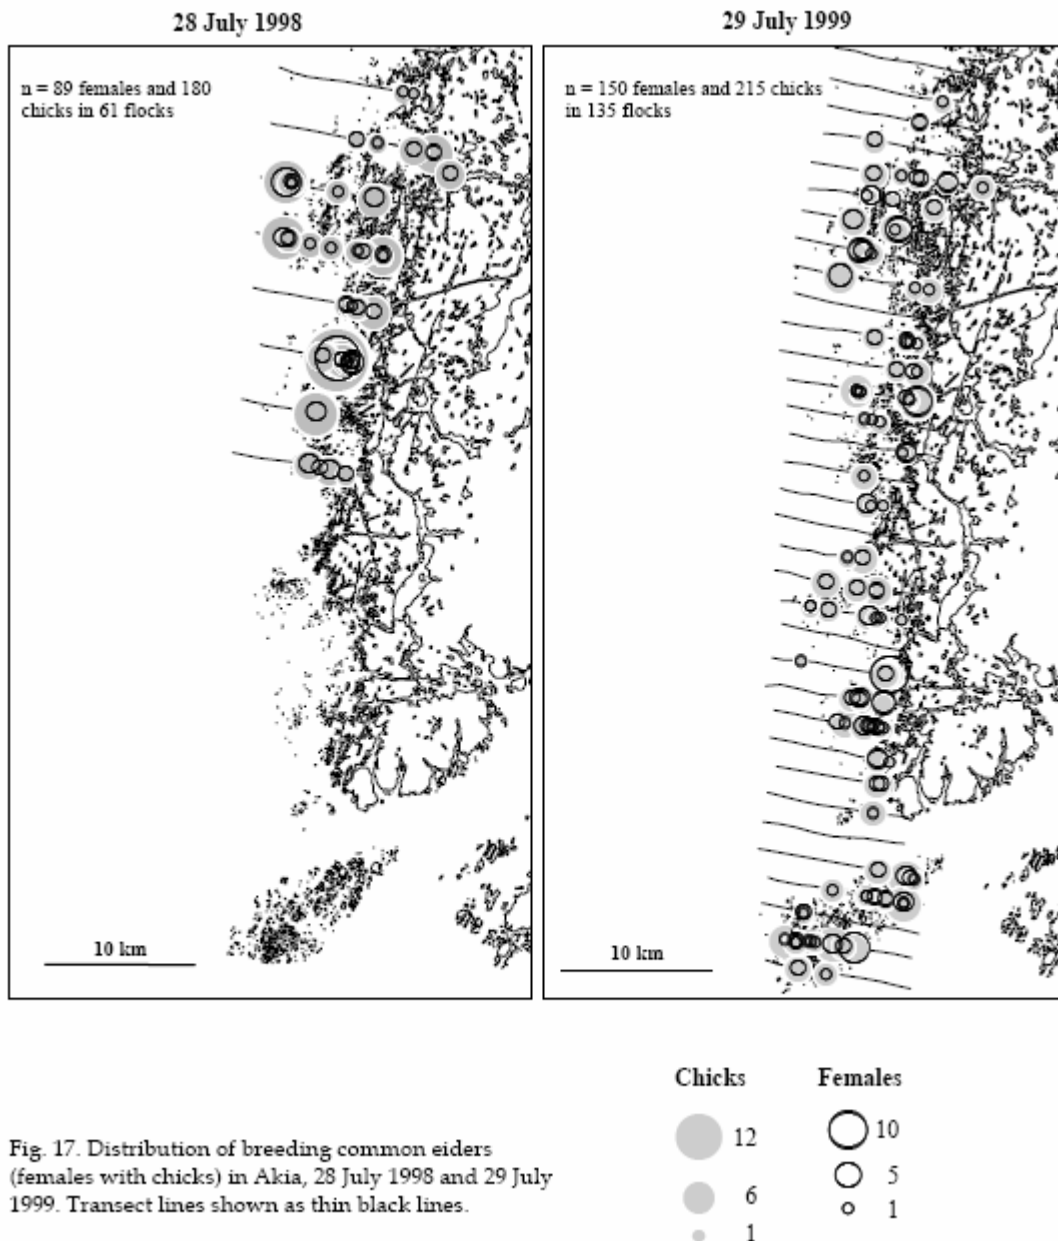 28 July 1998
29 July 1999
n = 89 females and 180
chicks in 61 flocks
n = 150 females and 215 chicks
in 135 flocks
10 km
10 km
Chicks
Females
12
10
6
5
1
1
Fig. 17. Distribution of breeding common eiders
(females with chicks) in Akia, 28 July 1998 and 29 July
1999. Transect lines shown as thin black lines.